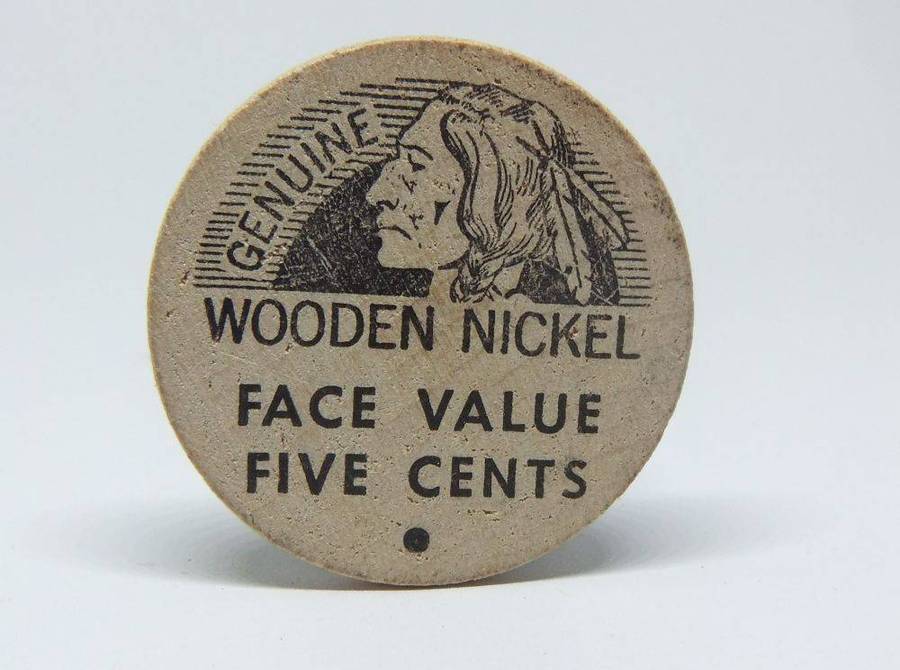 GENUINE
WOODEN NICKEL
FACE VALUE
FIVE CENTS